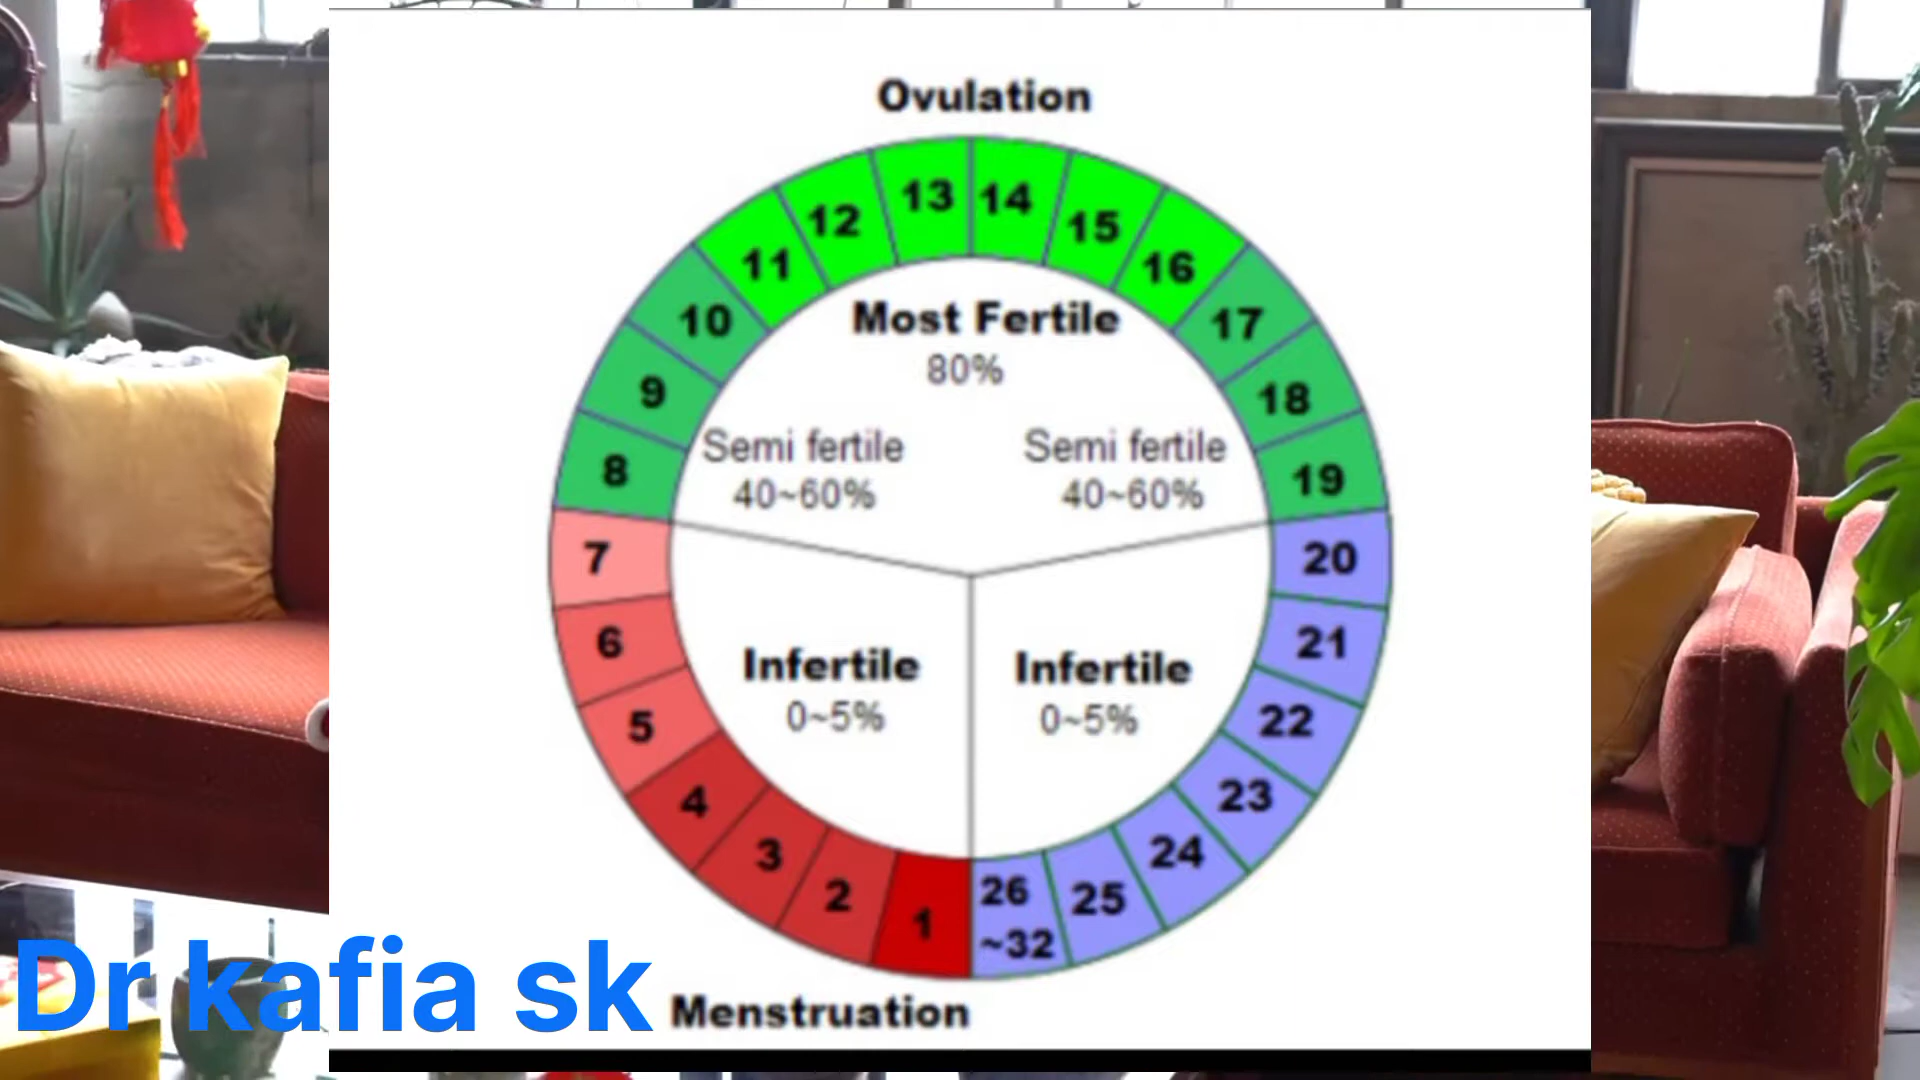 Ovulation
13 14
12 15
11 16
10 17
9 18
8 19
7 20
6 21
5 22
4 23
3 24
2 25
1 26
~32
Most Fertile
80%
Semi fertile
40~60%
Semi fertile
40~60%
Infertile
0~5%
Infertile
0~5%
Menstruation
Dr kafia sk